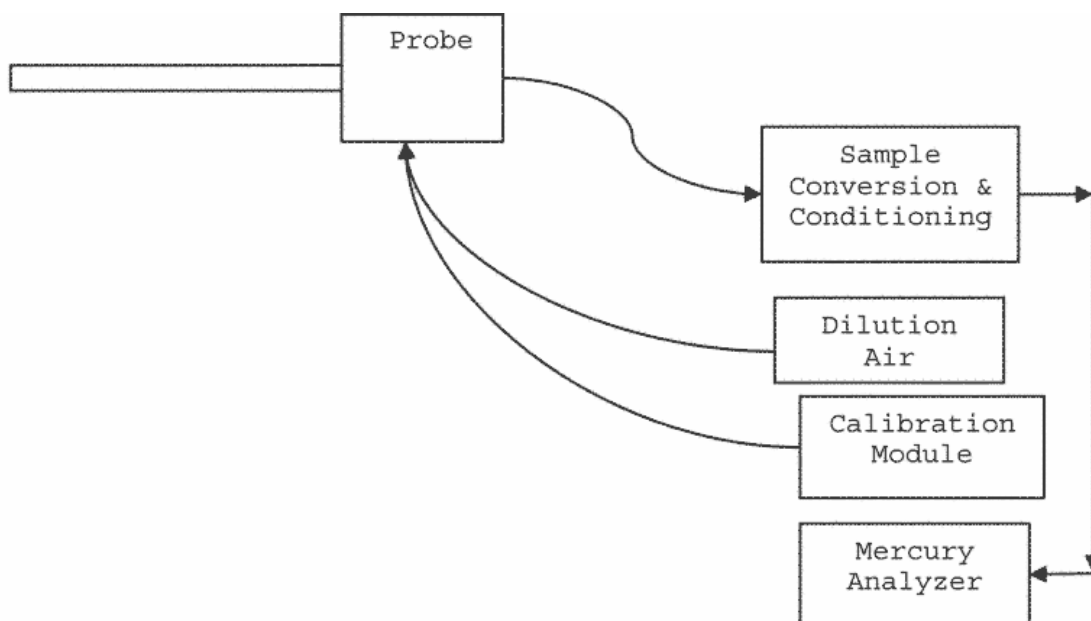 Probe
Sample
Conversion &
Conditioning
Dilution
Air
Calibration
Module
Mercury
Analyzer